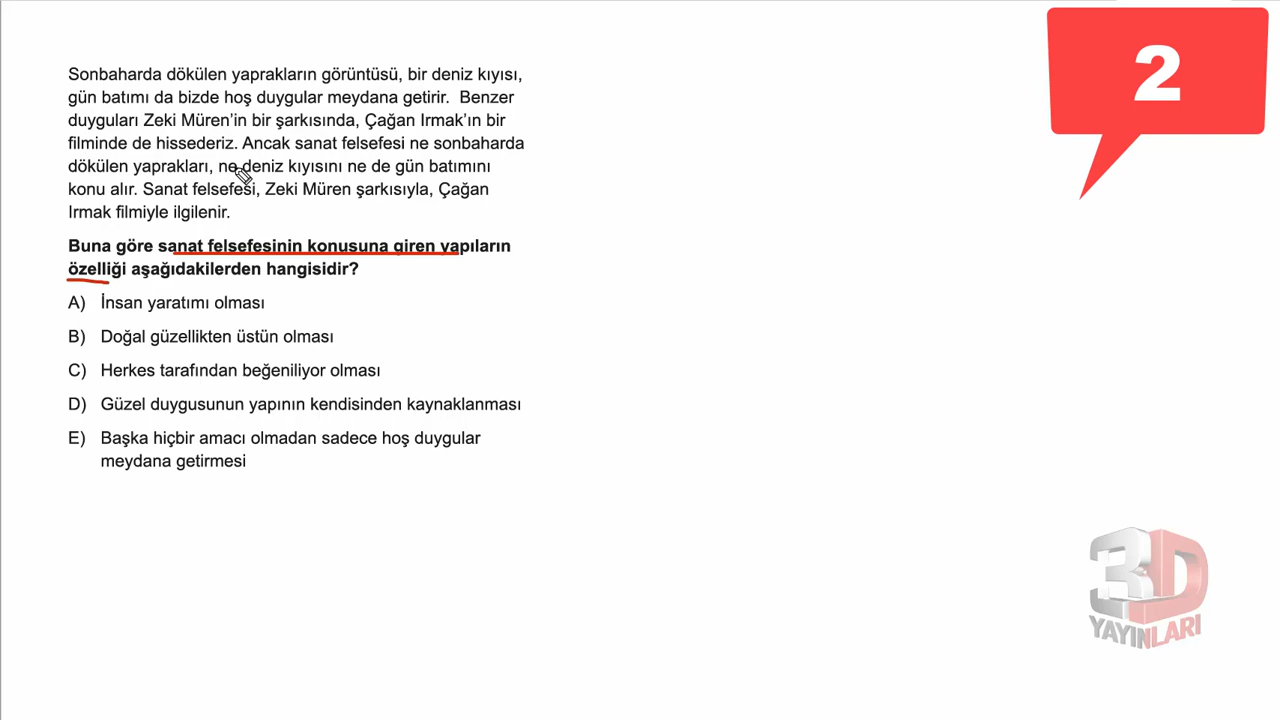 2
Sonbaharda dökülen yaprakların görüntüsü, bir deniz kıyısı,
gün batımı da bizde hoş duygular meydana getirir. Benzer
duyguları Zeki Müren'in bir şarkısında, Çağan Irmak'ın bir
filminde de hissederiz. Ancak sanat felsefesi ne sonbaharda
dökülen yaprakları, ne deniz kıyısını ne de gün batımını
konu alır. Sanat felsefesi, Zeki Müren şarkısıyla, Çağan
Irmak filmiyle ilgilenir.
Buna göre sanat felsefesinin konusuna giren yapıların
özelliği aşağıdakilerden hangisidir?
A) İnsan yaratımı olması
B) Doğal güzellikten üstün olması
C) Herkes tarafından beğeniliyor olması
D) Güzel duygusunun yapının kendisinden kaynaklanması
E) Başka hiçbir amacı olmadan sadece hoş duygular
meydana getirmesi
3D
YAYINLARI